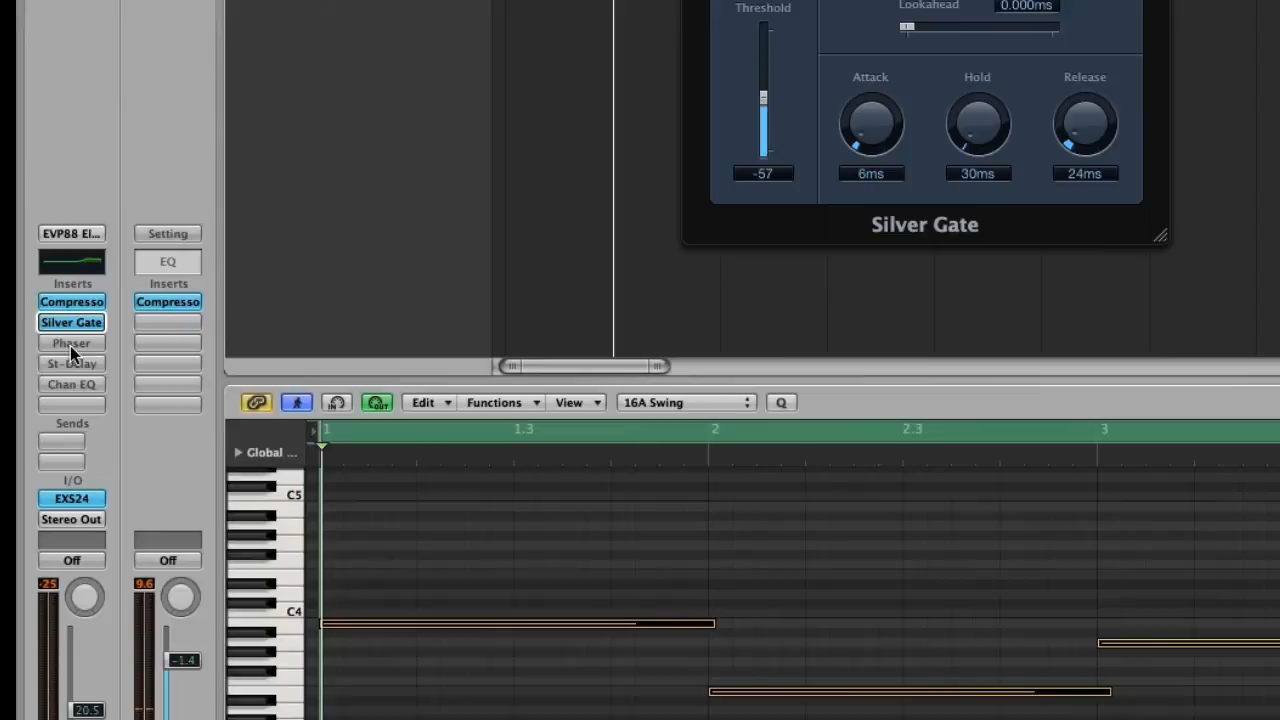 Threshold
Lookahead 0.000ms
Attack Hold Release
-57 6ms 30ms 24ms
Silver Gate
EVP88 El... Setting
EQ
Inserts Inserts
Compresso Compresso
Silver Gate
Phaser
St-Delay
Chan EQ
Sends
I/O
EXS24
Stereo Out
Off Off
-25 9.6
-1.4
20.5
IN OUT Edit Functions View 16A Swing Q
1 1.3 2 2.3 3
Global ...
C5
C4